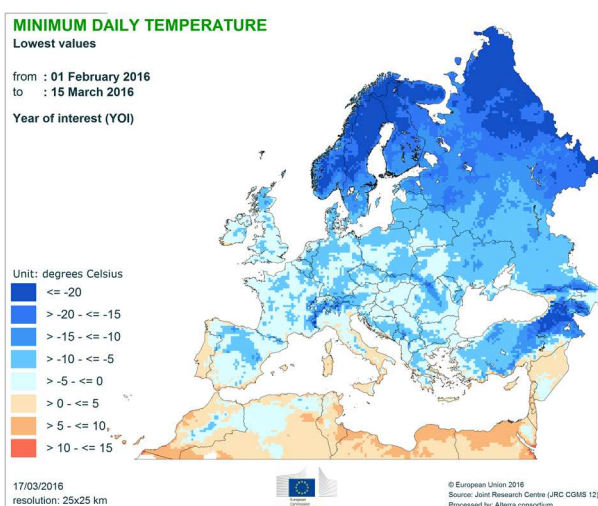 MINIMUM DAILY TEMPERATURE
Lowest values
from : 01 February 2016
to : 15 March 2016
Year of interest (YOI)
Unit: degrees Celsius
<= -20
> -20 - <= -15
> -15 - <= -10
> -10 - <= -5
> -5 - <= 0
> 0 - <= 5
> 5 - <= 10
> 10 - <= 15
17/03/2016
resolution: 25x25 km
European
Commission
© European Union 2016
Source: Joint Research Centre (JRC CGMS 12)
Processed by: Alterra consortium